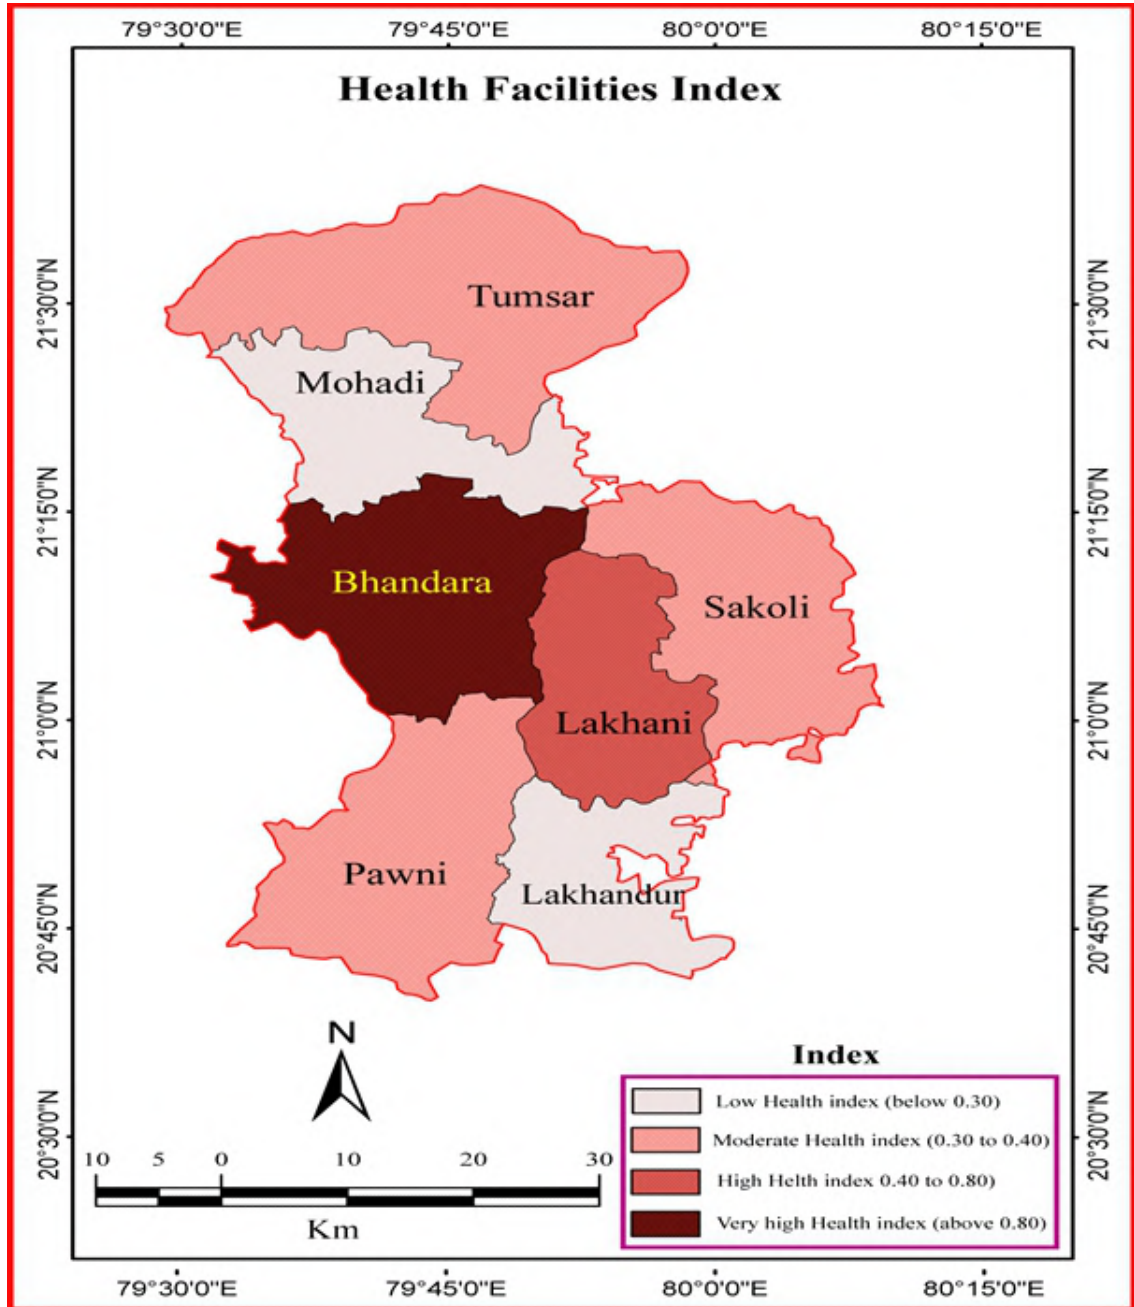 79°30'0"E 79°45'0"E 80°0'0"E 80°15'0"E
Health Facilities Index
Tumsar
21°30'0"N 21°30'0"N
Mohadi
21°15'0"N 21°15'0"N
Bhandara
Sakoli
Lakhani
21°0'0"N 21°0'0"N
Pawni
Lakhandur
20°45'0"N 20°45'0"N
N
Index
Low Health index (below 0.30)
Moderate Health index (0.30 to 0.40)
20°30'0"N 20°30'0"N
High Helth index 0.40 to 0.80)
Very high Health index (above 0.80)
10 5 0 10 20 30
Km
79°30'0"E 79°45'0"E 80°0'0"E 80°15'0"E